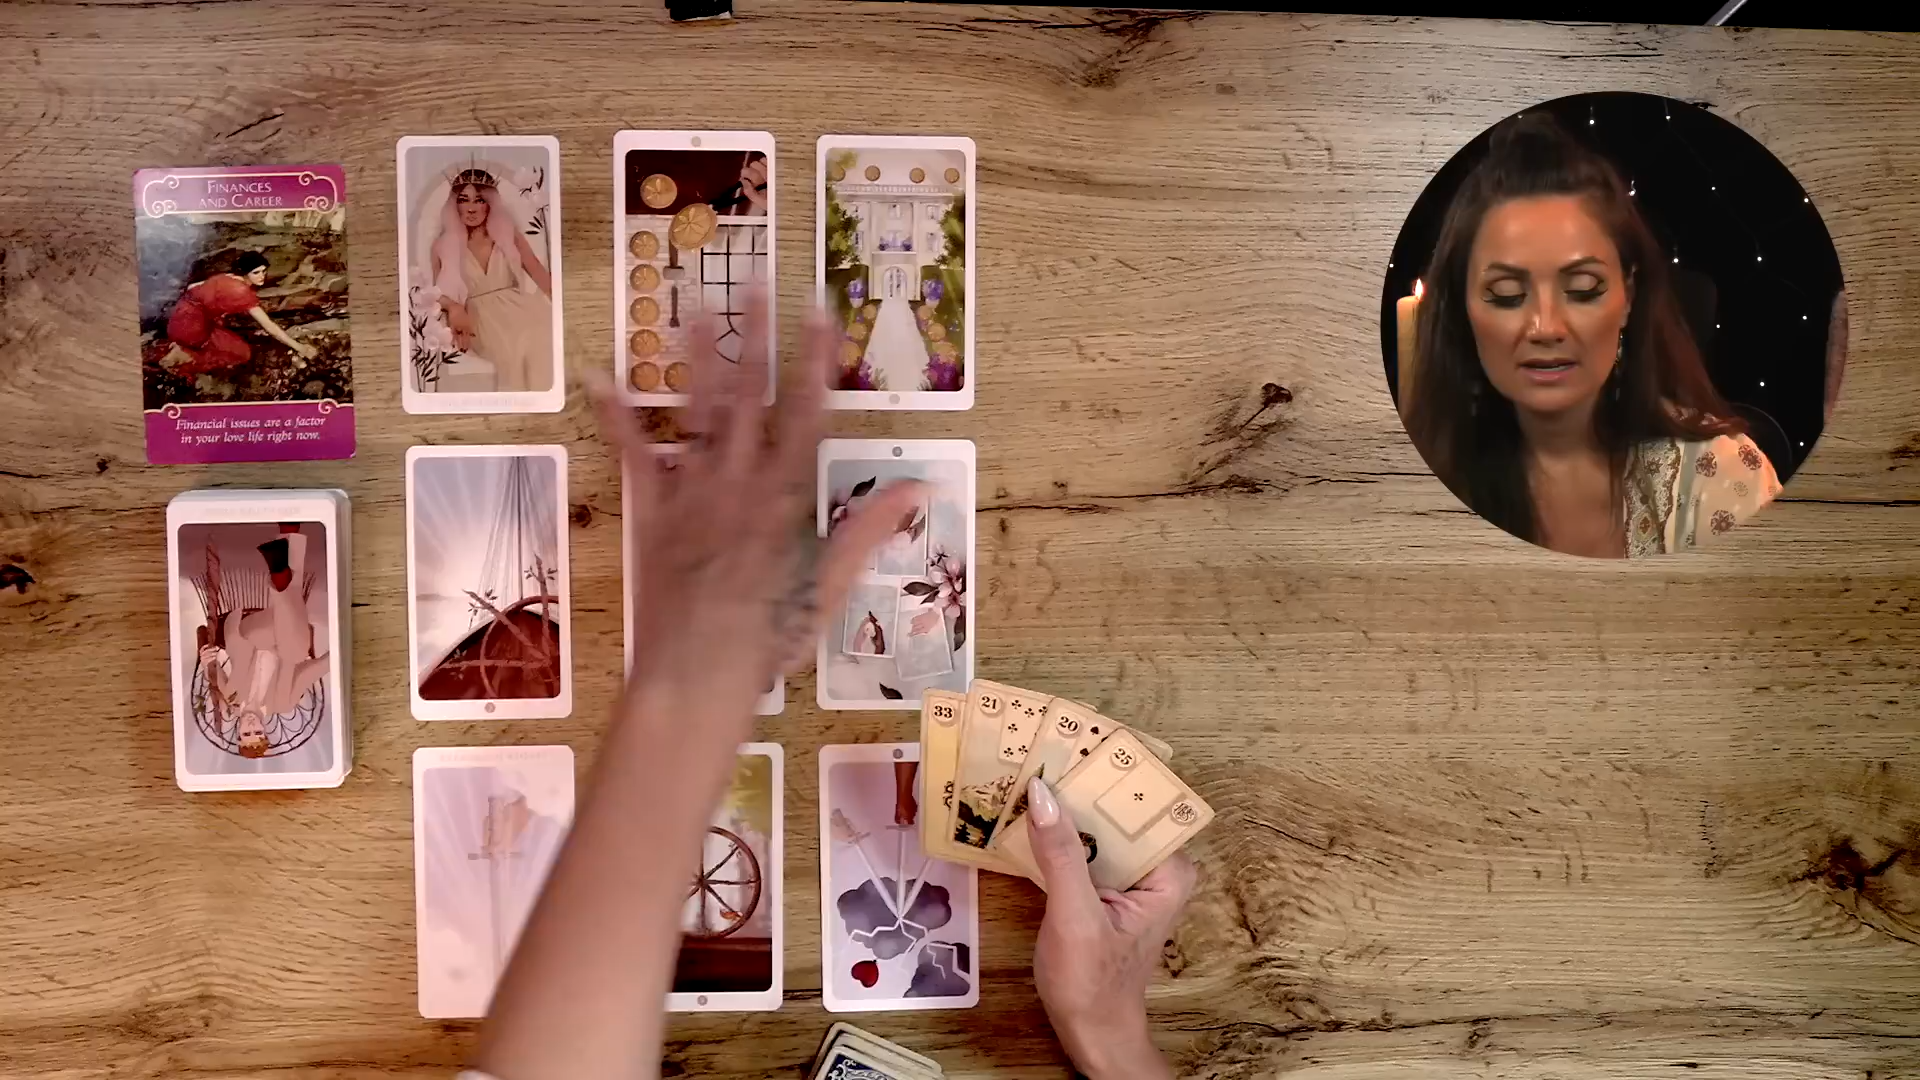 FINANCES
AND CAREER
Financial issues are a factor
in your love life right now.
33
21
20
25